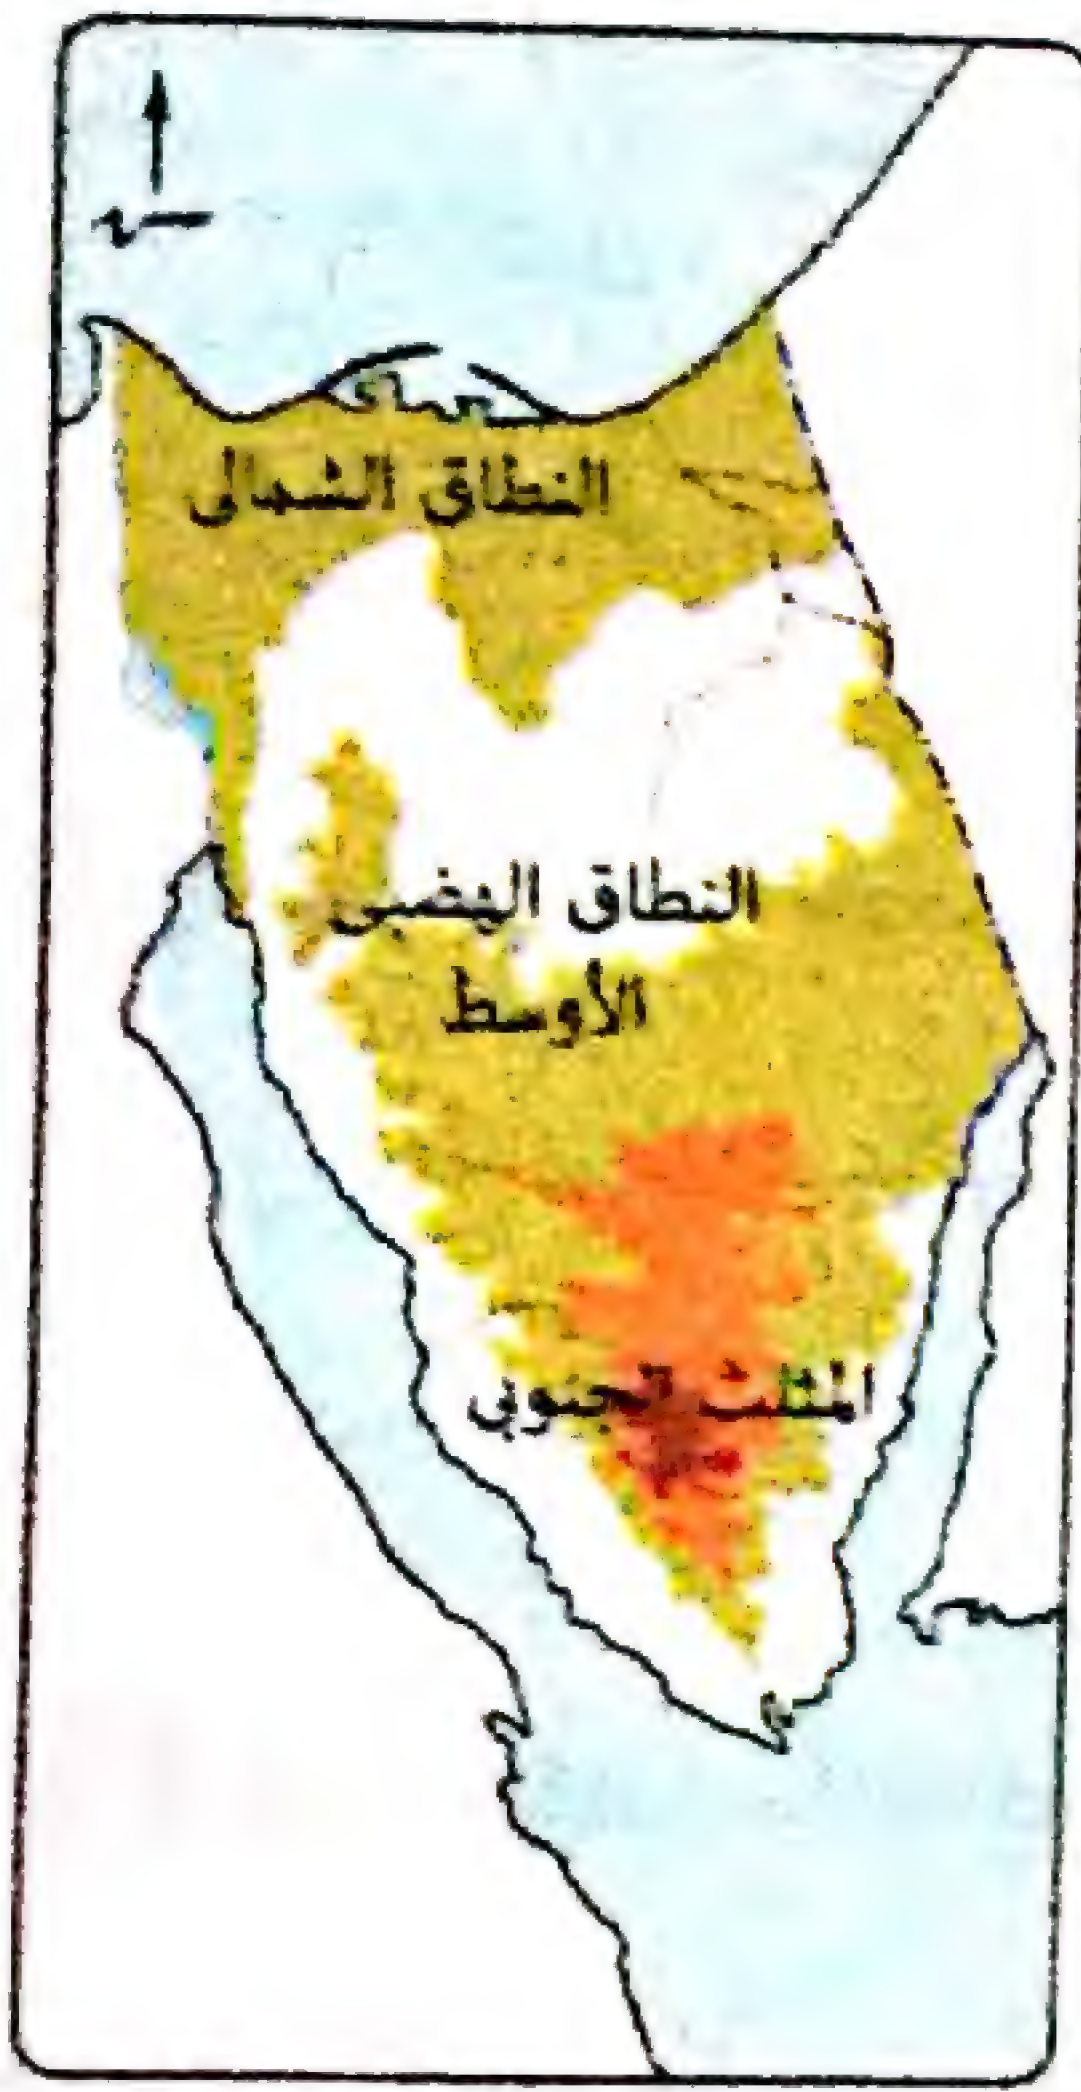 النطاق الشمالى
النطاق الهضبى
الأوسط
المثلث الجنوبى